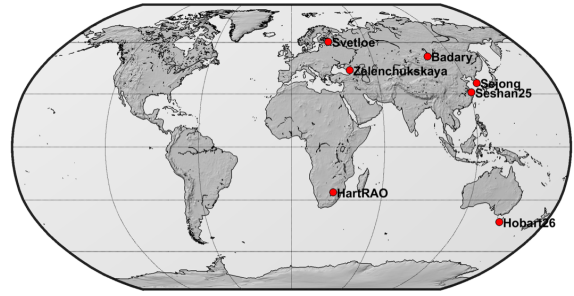 Svetloe
Badary
Zelenchukskaya
Sejong
Seshan25
HartRAO
Hobart26